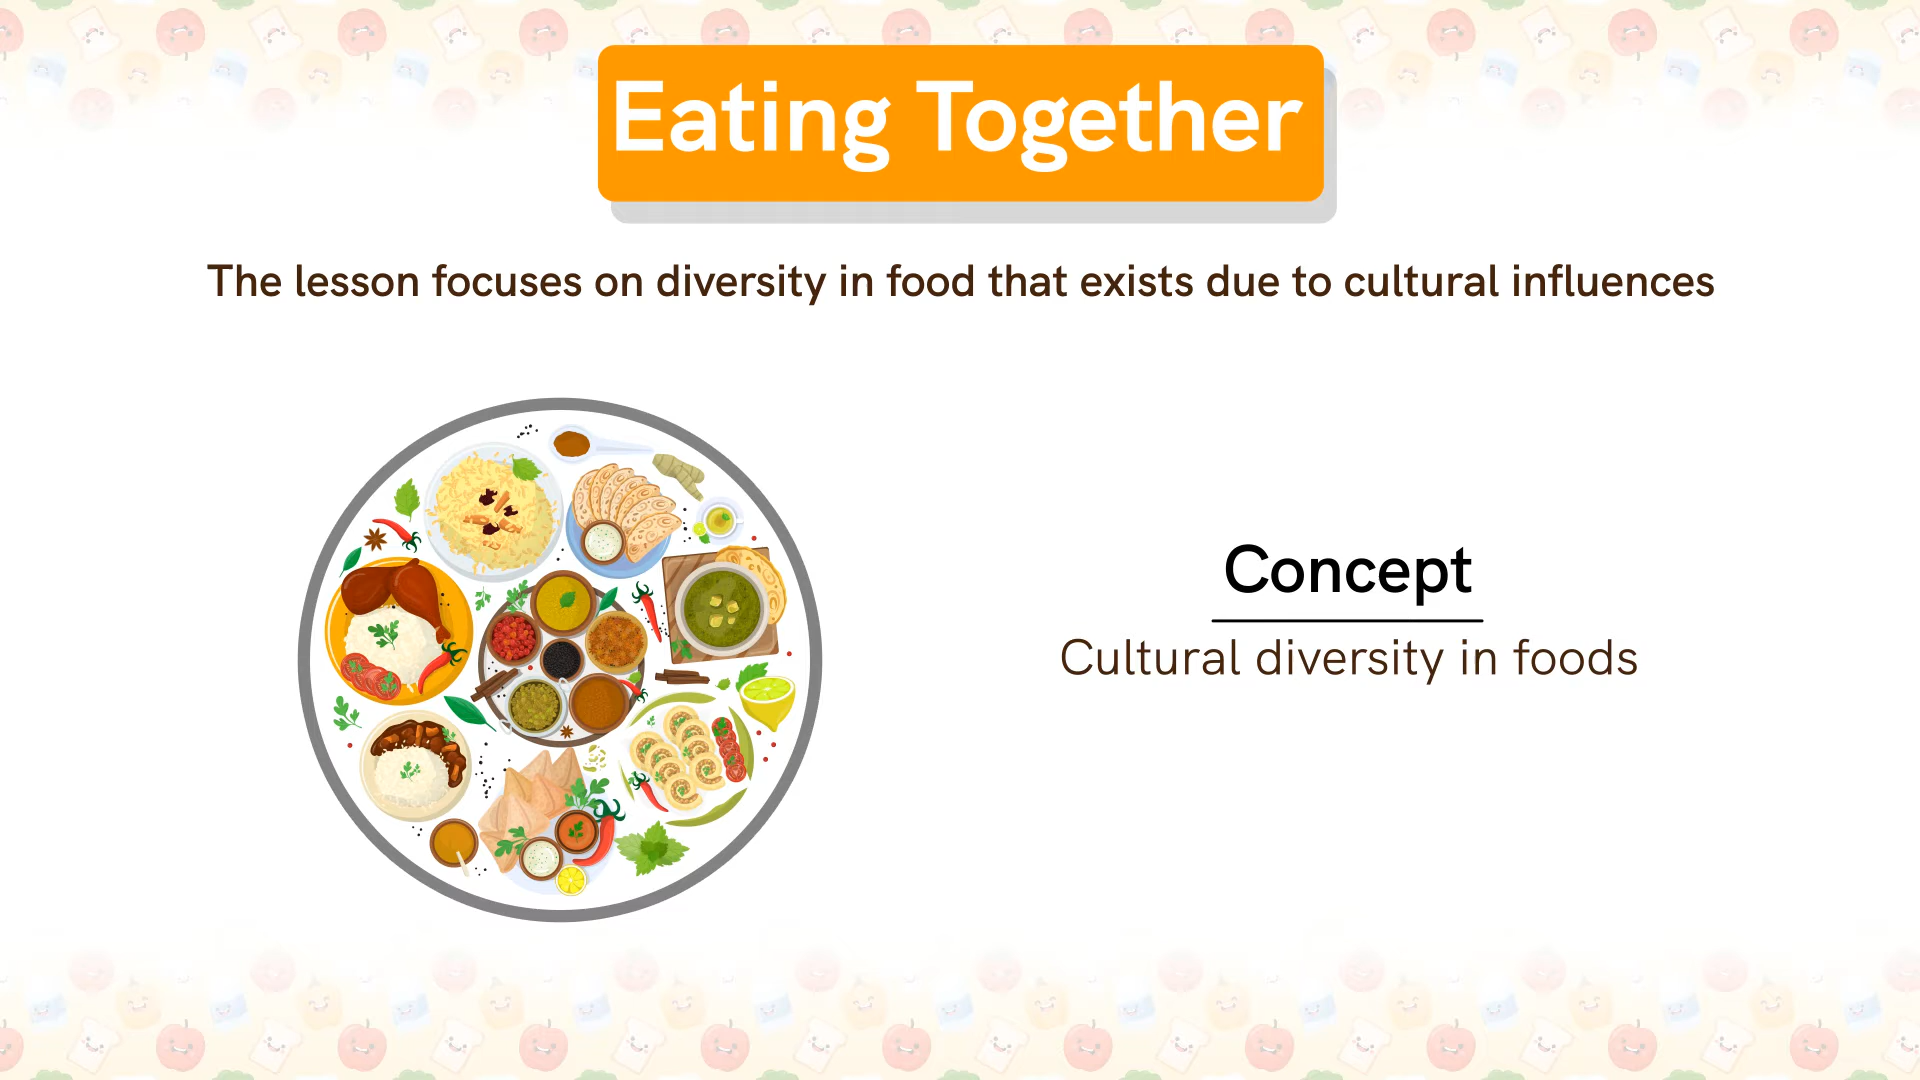 Eating Together
The lesson focuses on diversity in food that exists due to cultural influences
Concept
Cultural diversity in foods